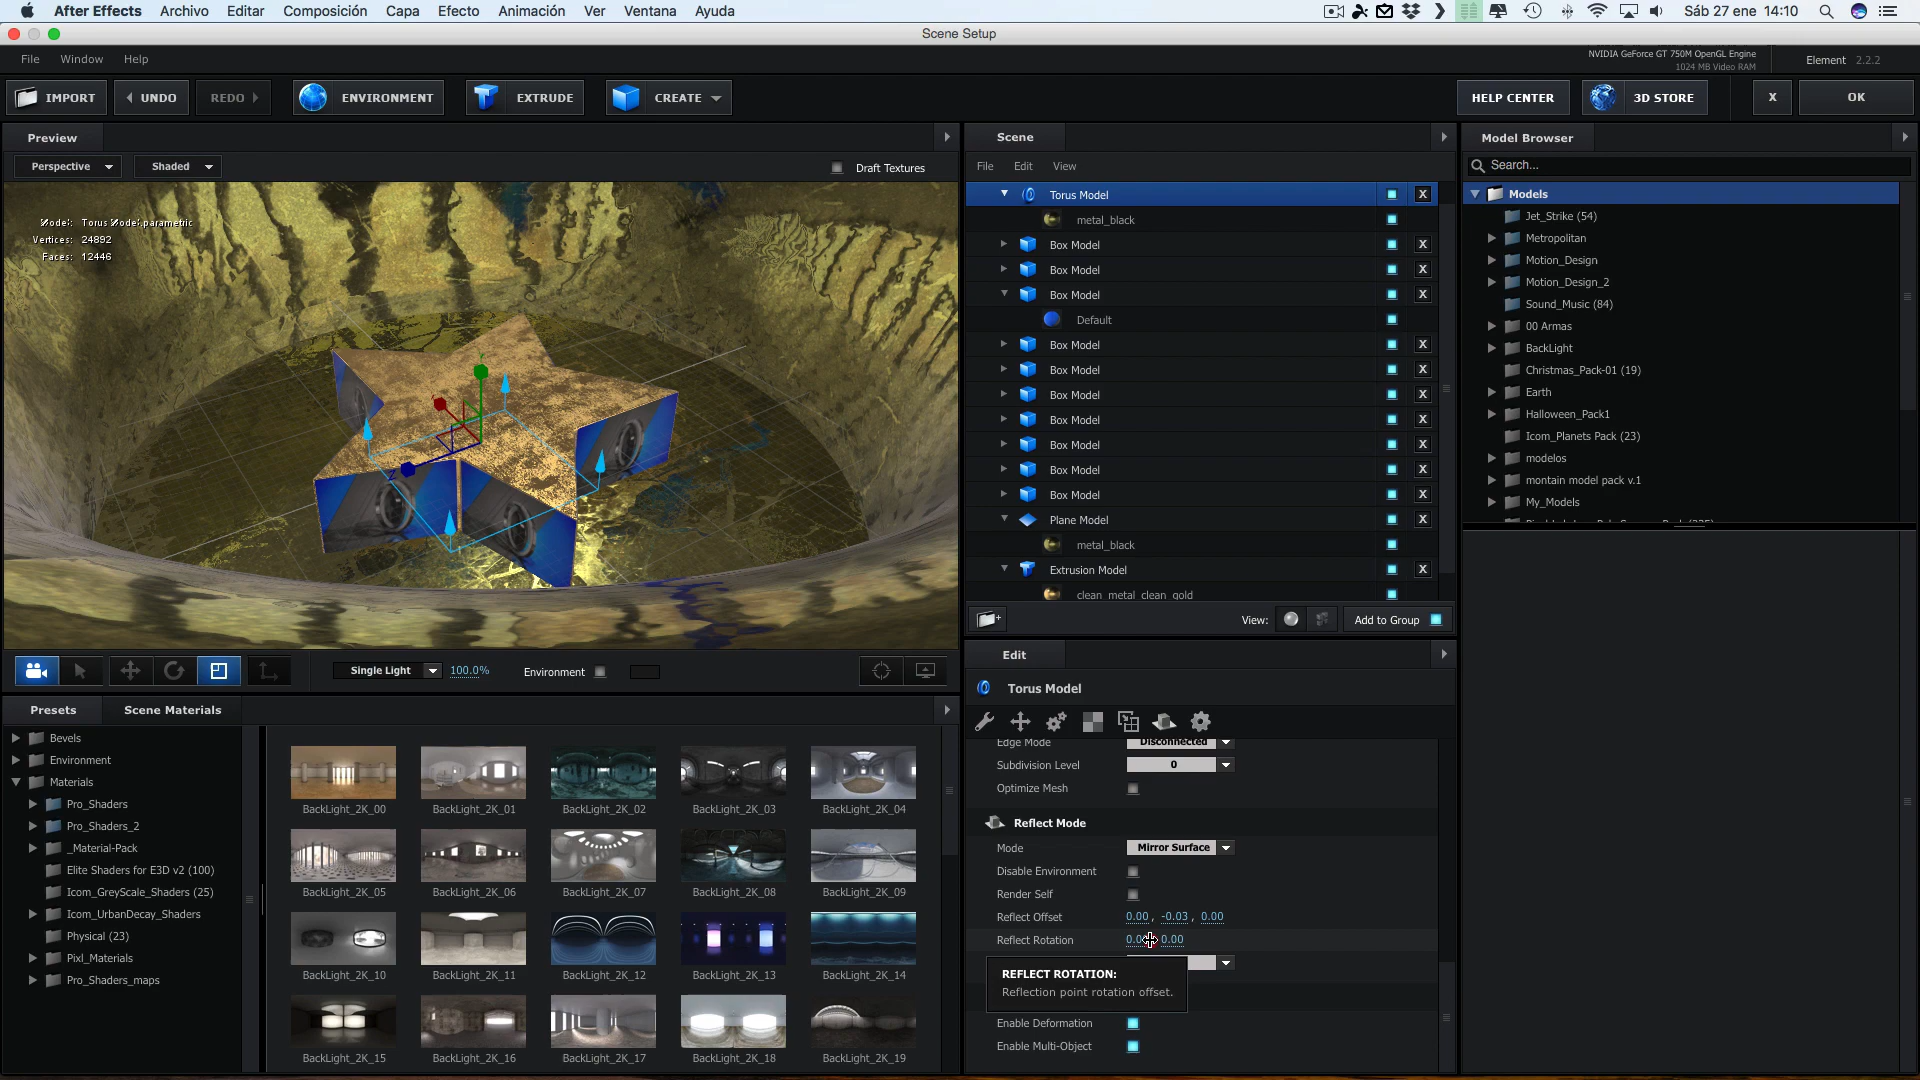 After Effects Archivo Editar Composición Capa Efecto Animación Ver Ventana Ayuda
Sáb 27 ene 14:10
Scene Setup
File Window Help
NVIDIA GeForce GT 750M OpenGL Engine
1024 MB Video RAM
Element 2.2.2
IMPORT UNDO REDO ENVIRONMENT EXTRUDE CREATE HELP CENTER 3D STORE X OK
Preview
Perspective Shaded Draft Textures
Model: Torus Model.parametric
Vertices: 24892
Faces: 12446
Single Light 100.0% Environment
Scene
File Edit View
Torus Model X
metal_black
Box Model X
Box Model X
Box Model X
Default
Box Model X
Box Model X
Box Model X
Box Model X
Box Model X
Box Model X
Box Model X
Plane Model X
metal_black
Extrusion Model X
clean_metal_clean_gold
View: Add to Group
Model Browser
Search...
Models
Jet_Strike (54)
Metropolitan
Motion_Design
Motion_Design_2
Sound_Music (84)
00 Armas
BackLight
Christmas_Pack-01 (19)
Earth
Halloween_Pack1
Icom_Planets Pack (23)
modelos
montain model pack v.1
My_Models
Presets Scene Materials
Bevels
Environment
Materials
Pro_Shaders
Pro_Shaders_2
_Material-Pack
Elite Shaders for E3D v2 (100)
Icom_GreyScale_Shaders (25)
Icom_UrbanDecay_Shaders
Physical (23)
Pixl_Materials
Pro_Shaders_maps
BackLight_2K_00 BackLight_2K_01 BackLight_2K_02 BackLight_2K_03 BackLight_2K_04
BackLight_2K_05 BackLight_2K_06 BackLight_2K_07 BackLight_2K_08 BackLight_2K_09
BackLight_2K_10 BackLight_2K_11 BackLight_2K_12 BackLight_2K_13 BackLight_2K_14
BackLight_2K_15 BackLight_2K_16 BackLight_2K_17 BackLight_2K_18 BackLight_2K_19
Edit
Torus Model
Edge Mode Disconnected
Subdivision Level 0
Optimize Mesh
Reflect Mode
Mode Mirror Surface
Disable Environment
Render Self
Reflect Offset 0.00, -0.03, 0.00
Reflect Rotation 0.00
REFLECT ROTATION:
Reflection point rotation offset.
Enable Deformation
Enable Multi-Object